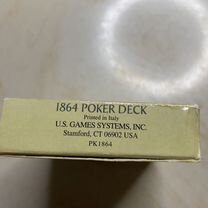 1864 POKER DECK
Printed in Italy
U.S. GAMES SYSTEMS, INC.
Stamford, CT 06902 USA
PK1864